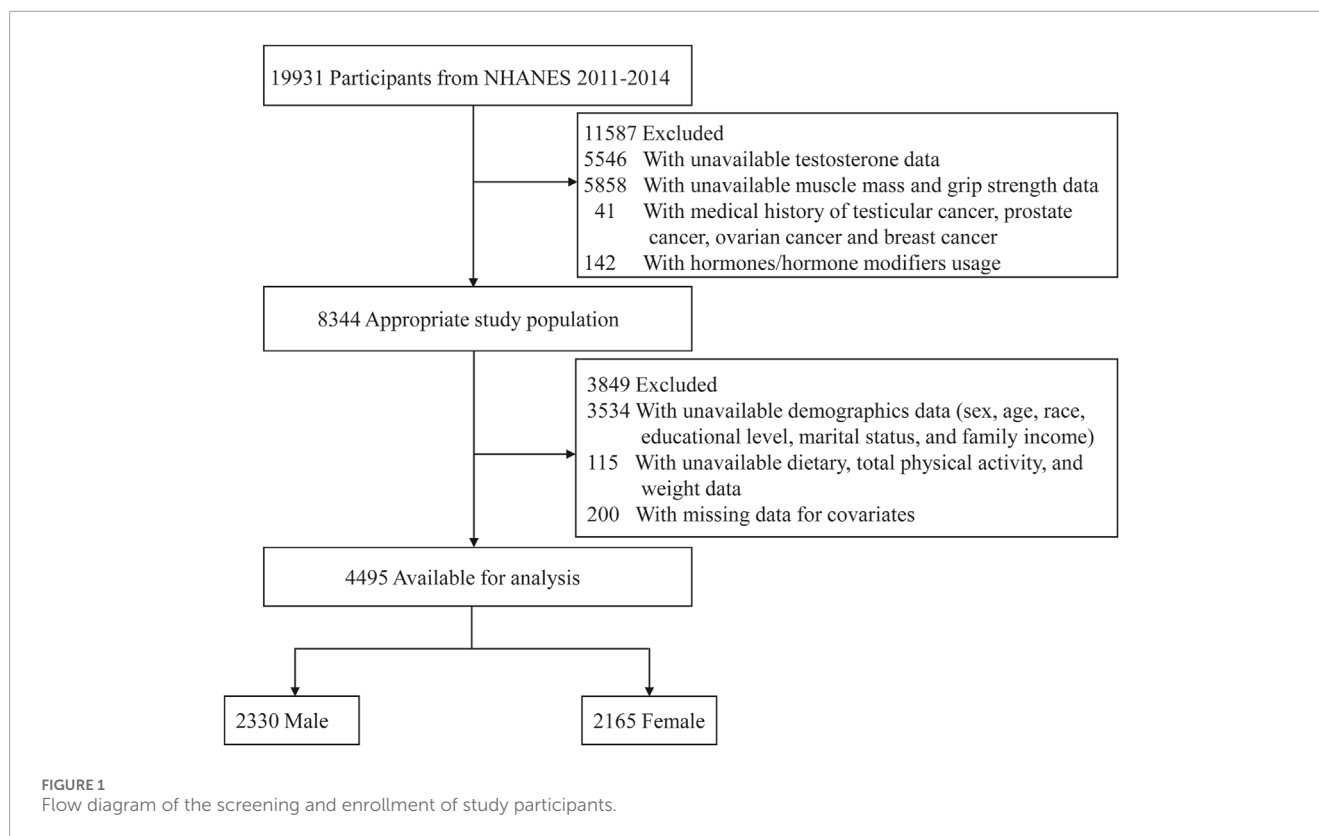 19931 Participants from NHANES 2011-2014
11587 Excluded
5546 With unavailable testosterone data
5858 With unavailable muscle mass and grip strength data
41 With medical history of testicular cancer, prostate
cancer, ovarian cancer and breast cancer
142 With hormones/hormone modifiers usage
8344 Appropriate study population
3849 Excluded
3534 With unavailable demographics data (sex, age, race,
educational level, marital status, and family income)
115 With unavailable dietary, total physical activity, and
weight data
200 With missing data for covariates
4495 Available for analysis
2330 Male
2165 Female
FIGURE 1
Flow diagram of the screening and enrollment of study participants.